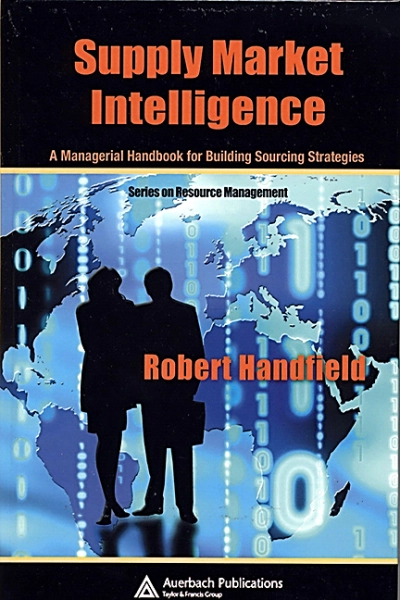 Supply Market
Intelligence
A Managerial Handbook for Building Sourcing Strategies
Series on Resource Management
Robert Handfield
Auerbach Publications
Taylor & Francis Group